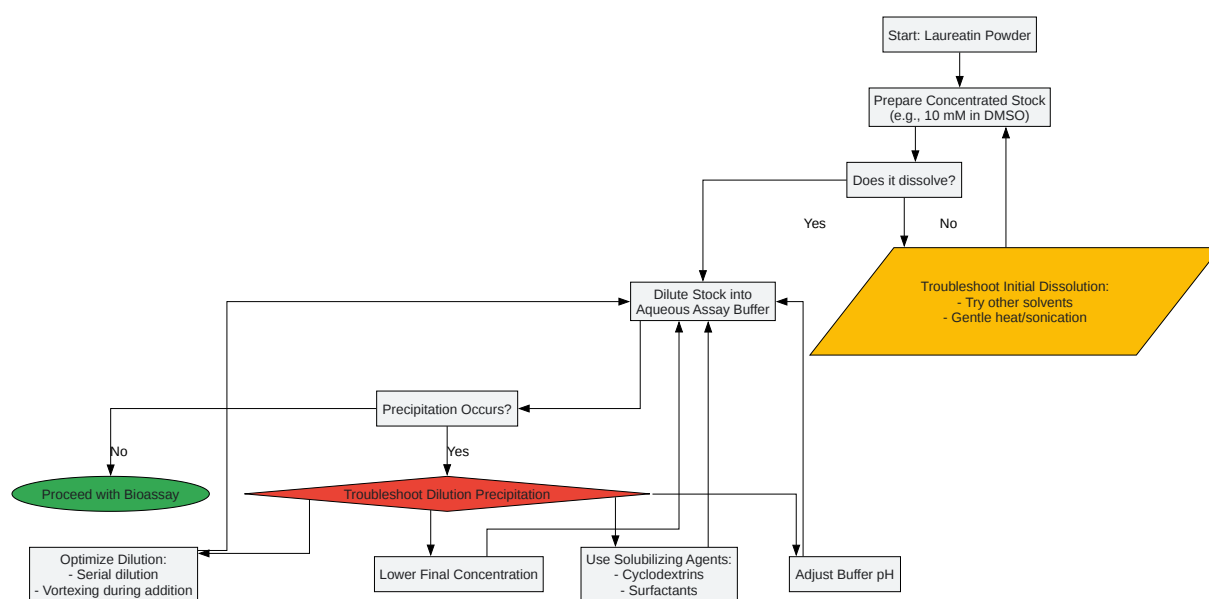 Start: Laureatin Powder
Prepare Concentrated Stock
(e.g., 10 mM in DMSO)
Does it dissolve?
Yes
No
Troubleshoot Initial Dissolution:
- Try other solvents
- Gentle heat/sonication
Dilute Stock into
Aqueous Assay Buffer
Precipitation Occurs?
No
Yes
Proceed with Bioassay
Troubleshoot Dilution Precipitation
Optimize Dilution:
- Serial dilution
- Vortexing during addition
Lower Final Concentration
Use Solubilizing Agents:
- Cyclodextrins
- Surfactants
Adjust Buffer pH